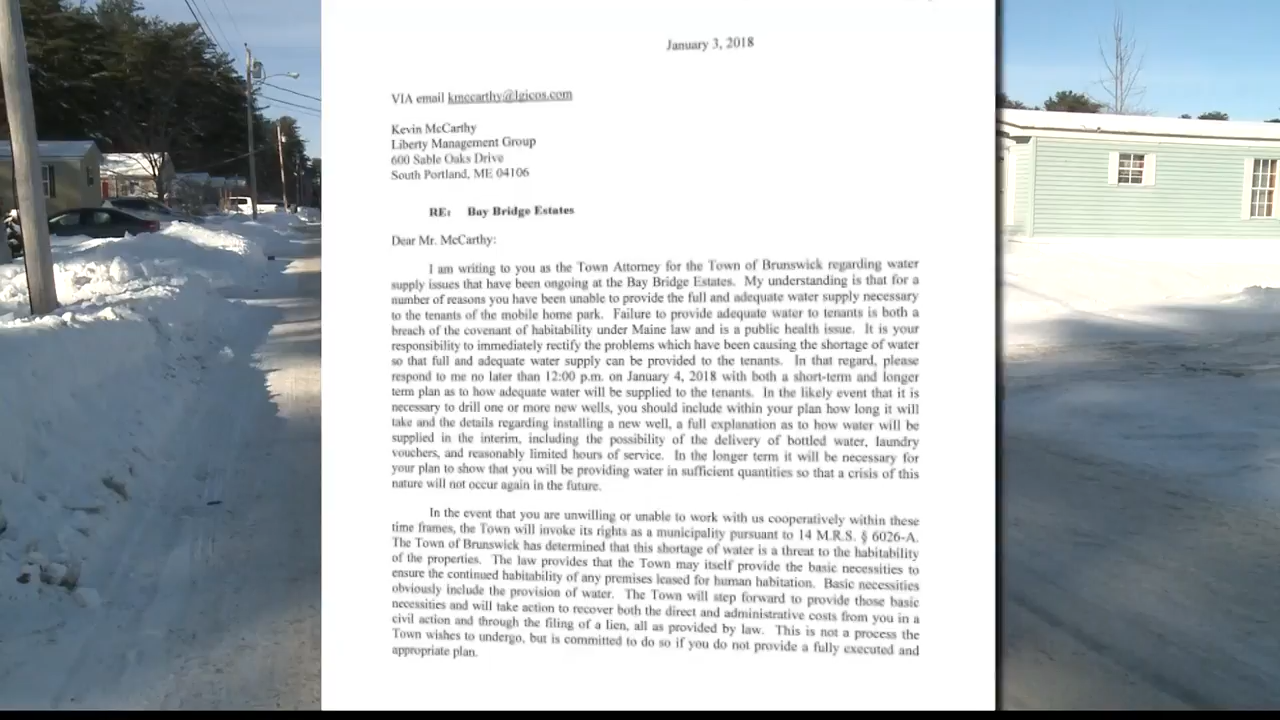 January 3, 2018
VIA email kmccarthy@lgicos.com
Kevin McCarthy
Liberty Management Group
600 Sable Oaks Drive
South Portland, ME 04106
RE: Bay Bridge Estates
Dear Mr. McCarthy:
I am writing to you as the Town Attorney for the Town of Brunswick regarding water
supply issues that have been ongoing at the Bay Bridge Estates. My understanding is that for a
number of reasons you have been unable to provide the full and adequate water supply necessary
to the tenants of the mobile home park. Failure to provide adequate water to tenants is both a
breach of the covenant of habitability under Maine law and is a public health issue. It is your
responsibility to immediately rectify the problems which have been causing the shortage of water
so that full and adequate water supply can be provided to the tenants. In that regard, please
respond to me no later than 12:00 p.m. on January 4, 2018 with both a short-term and longer
term plan as to how adequate water will be supplied to the tenants. In the likely event that it is
necessary to drill one or more new wells, you should include within your plan how long it will
take and the details regarding installing a new well, a full explanation as to how water will be
supplied in the interim, including the possibility of the delivery of bottled water, laundry
vouchers, and reasonably limited hours of service. In the longer term it will be necessary for
your plan to show that you will be providing water in sufficient quantities so that a crisis of this
nature will not occur again in the future.
In the event that you are unwilling or unable to work with us cooperatively within these
time frames, the Town will invoke its rights as a municipality pursuant to 14 M.R.S. § 6026-A.
The Town of Brunswick has determined that this shortage of water is a threat to the habitability
of the properties. The law provides that the Town may itself provide the basic necessities to
ensure the continued habitability of any premises leased for human habitation. Basic necessities
obviously include the provision of water. The Town will step forward to provide those basic
necessities and will take action to recover both the direct and administrative costs from you in a
civil action and through the filing of a lien, all as provided by law. This is not a process the
Town wishes to undergo, but is committed to do so if you do not provide a fully executed and
appropriate plan.